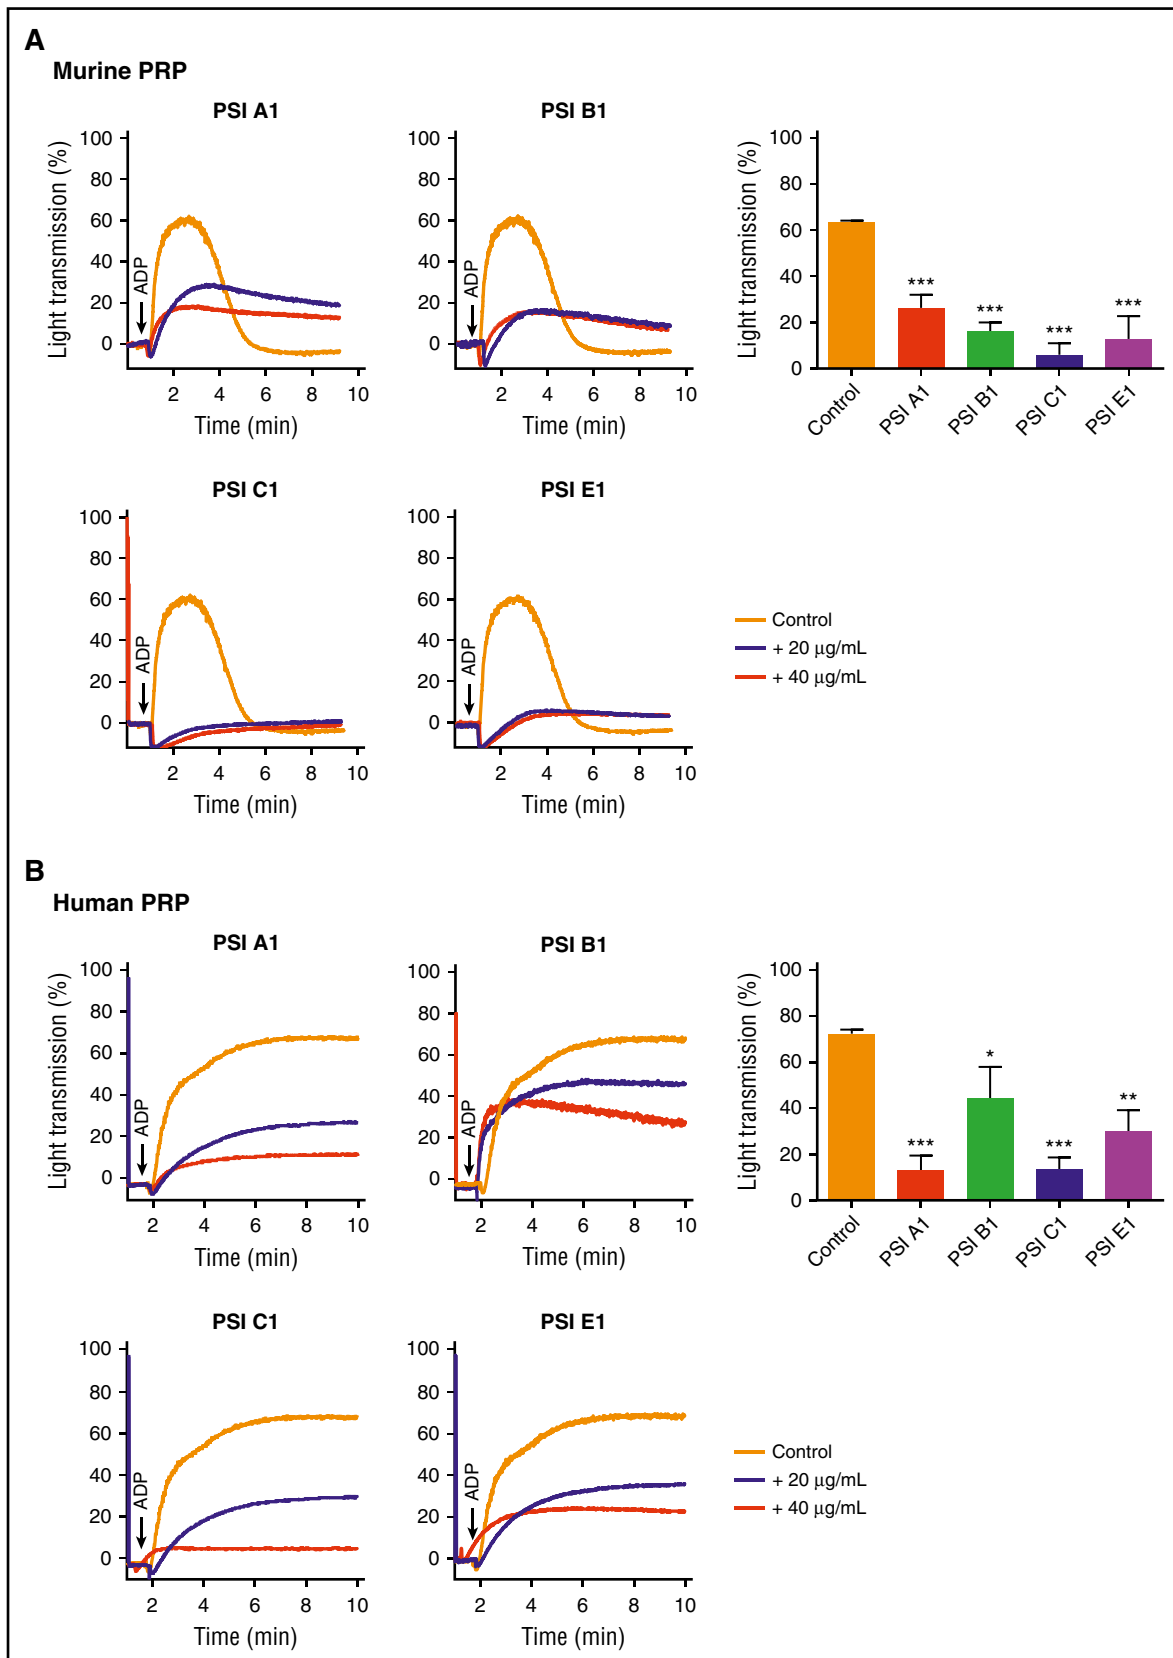 A
Murine PRP
PSI A1
PSI B1
Light transmission (%)
100
80
60
40
20
0
ADP
2 4 6 8 10
Time (min)
100
80
60
40
20
0
ADP
2 4 6 8 10
Time (min)
Light transmission (%)
100
80
60
40
20
0
***
***
***
***
Control
PSI A1
PSI B1
PSI C1
PSI E1
PSI C1
PSI E1
100
80
60
40
20
0
ADP
2 4 6 8 10
Time (min)
100
80
60
40
20
0
ADP
2 4 6 8 10
Time (min)
Control
+ 20 μg/mL
+ 40 μg/mL
B
Human PRP
PSI A1
PSI B1
Light transmission (%)
100
80
60
40
20
0
ADP
2 4 6 8 10
Time (min)
100
80
60
40
20
0
ADP
2 4 6 8 10
Time (min)
Light transmission (%)
100
80
60
40
20
0
***
*
***
**
Control
PSI A1
PSI B1
PSI C1
PSI E1
PSI C1
PSI E1
100
80
60
40
20
0
ADP
2 4 6 8 10
Time (min)
100
80
60
40
20
0
ADP
2 4 6 8 10
Time (min)
Control
+ 20 μg/mL
+ 40 μg/mL